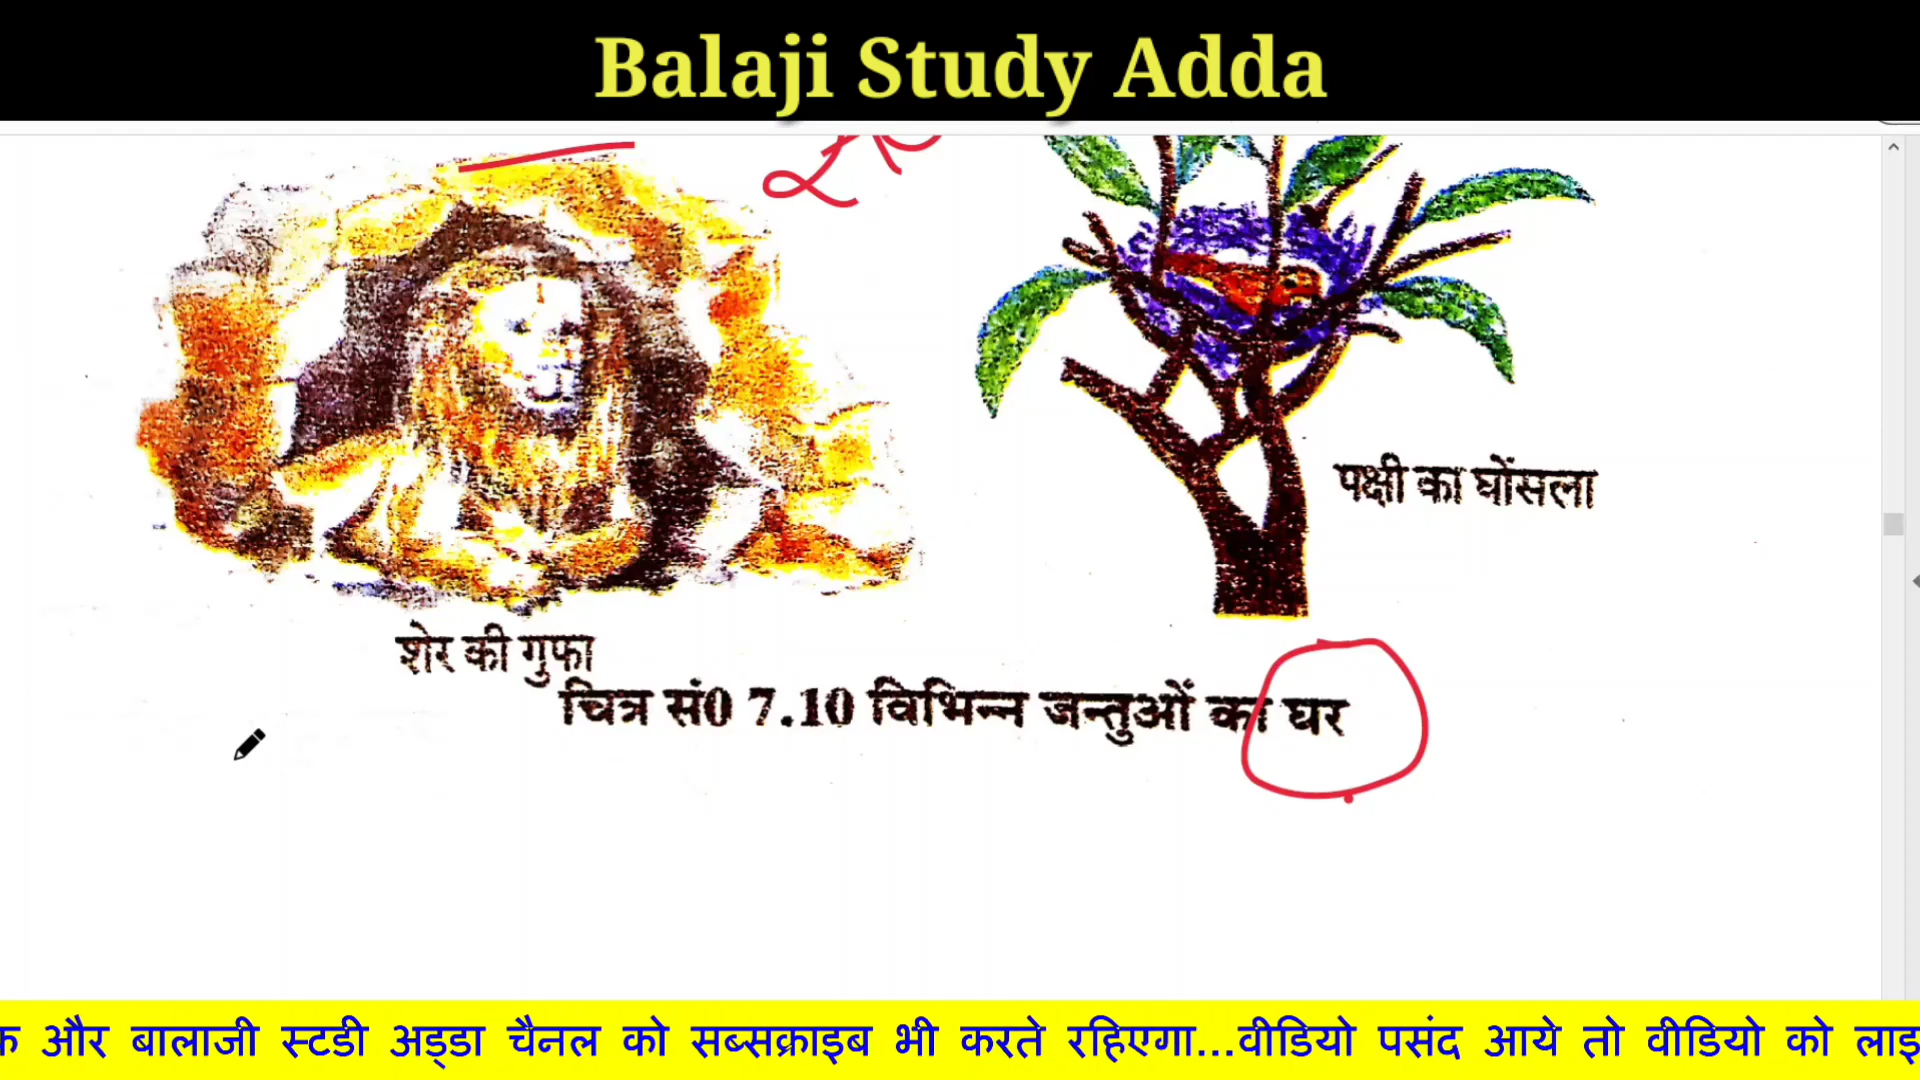 Balaji Study Adda
पक्षी का घोंसला
शेर की गुफा
चित्र सं0 7.10 विभिन्न जन्तुओं का घर
और बालाजी स्टडी अड्डा चैनल को सब्सक्राइब भी करते रहिएगा...वीडियो पसंद आये तो वीडियो को